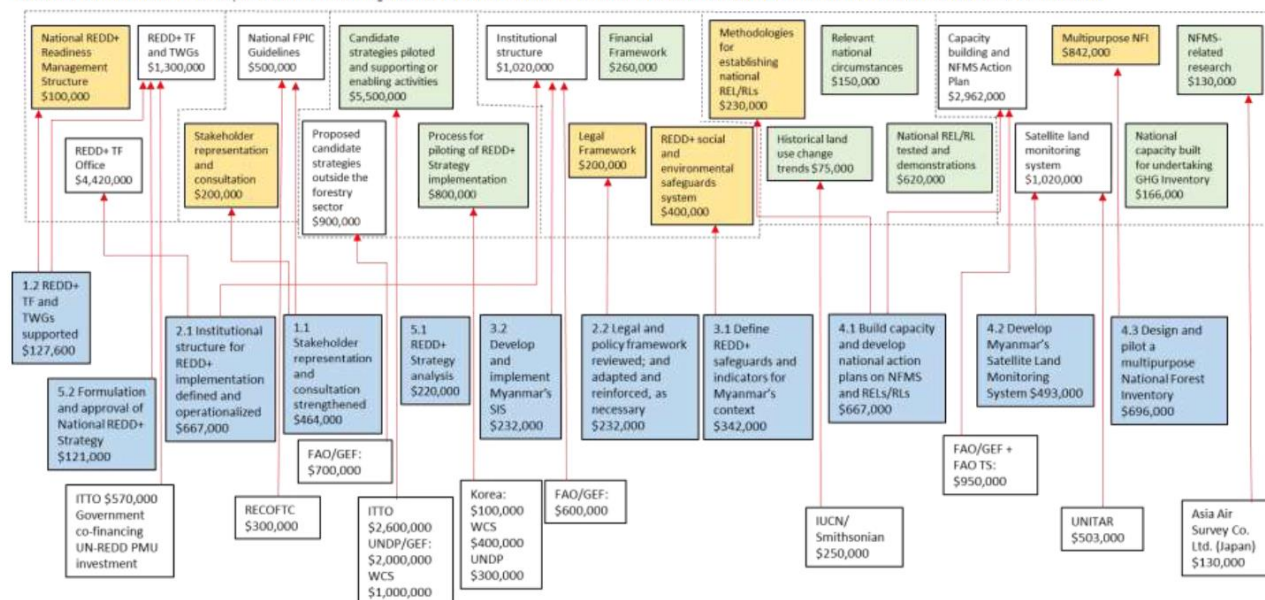 National REDD+
Readiness
Management
Structure
$100,000
REDD+ TF
and TWGs
$1,300,000
National FPIC
Guidelines
$500,000
Candidate
strategies piloted
and supporting or
enabling activities
$5,500,000
Institutional
structure
$1,020,000
Financial
Framework
$260,000
Methodologies
for
establishing
national
REL/RLs
$230,000
Relevant
national
circumstances
$150,000
Capacity
building and
NFMS Action
Plan
$2,962,000
Multipurpose NFI
$842,000
NFMS-
related
research
$130,000
REDD+ TF
Office
$4,420,000
Stakeholder
representation
and
consultation
$200,000
Proposed
candidate
strategies
outside the
forestry
sector
$900,000
Process for
piloting of REDD+
Strategy
implementation
$800,000
Legal
Framework
$200,000
REDD+ social
and
environmental
safeguards
system
$400,000
Historical land
use change
trends $75,000
National REL/RL
tested and
demonstrations
$620,000
Satellite land
monitoring
system
$1,020,000
National
capacity built
for undertaking
GHG Inventory
$166,000
1.2 REDD+
TF and
TWGs
supported
$127,600
5.2 Formulation
and approval of
National REDD+
Strategy
$121,000
2.1 Institutional
structure for
REDD+
implementation
defined and
operationalized
$667,000
1.1
Stakeholder
representation
and
consultation
strengthened
$464,000
5.1
REDD+
Strategy
analysis
$220,000
3.2
Develop
and
implement
Myanmar's
SIS
$232,000
2.2 Legal and
policy framework
reviewed; and
adapted and
reinforced, as
necessary
$232,000
3.1 Define
REDD+
safeguards and
indicators for
Myanmar's
context
$342,000
4.1 Build capacity
and develop
national action
plans on NFMS
and RELs/RLs
$667,000
4.2 Develop
Myanmar's
Satellite Land
Monitoring
System $493,000
4.3 Design and
pilot a
multipurpose
National Forest
Inventory
$696,000
ITTO $570,000
Government
co-financing
UN-REDD PMU
investment
RECOFTC
$300,000
FAO/GEF:
$700,000
ITTO
$2,600,000
UNDP/GEF:
$2,000,000
WCS
$1,000,000
Korea:
$100,000
WCS
$400,000
UNDP
$300,000
FAO/GEF:
$600,000
IUCN/
Smithsonian
$250,000
FAO/GEF +
FAO TS:
$950,000
UNITAR
$503,000
Asia Air
Survey Co.
Ltd. (Japan)
$130,000